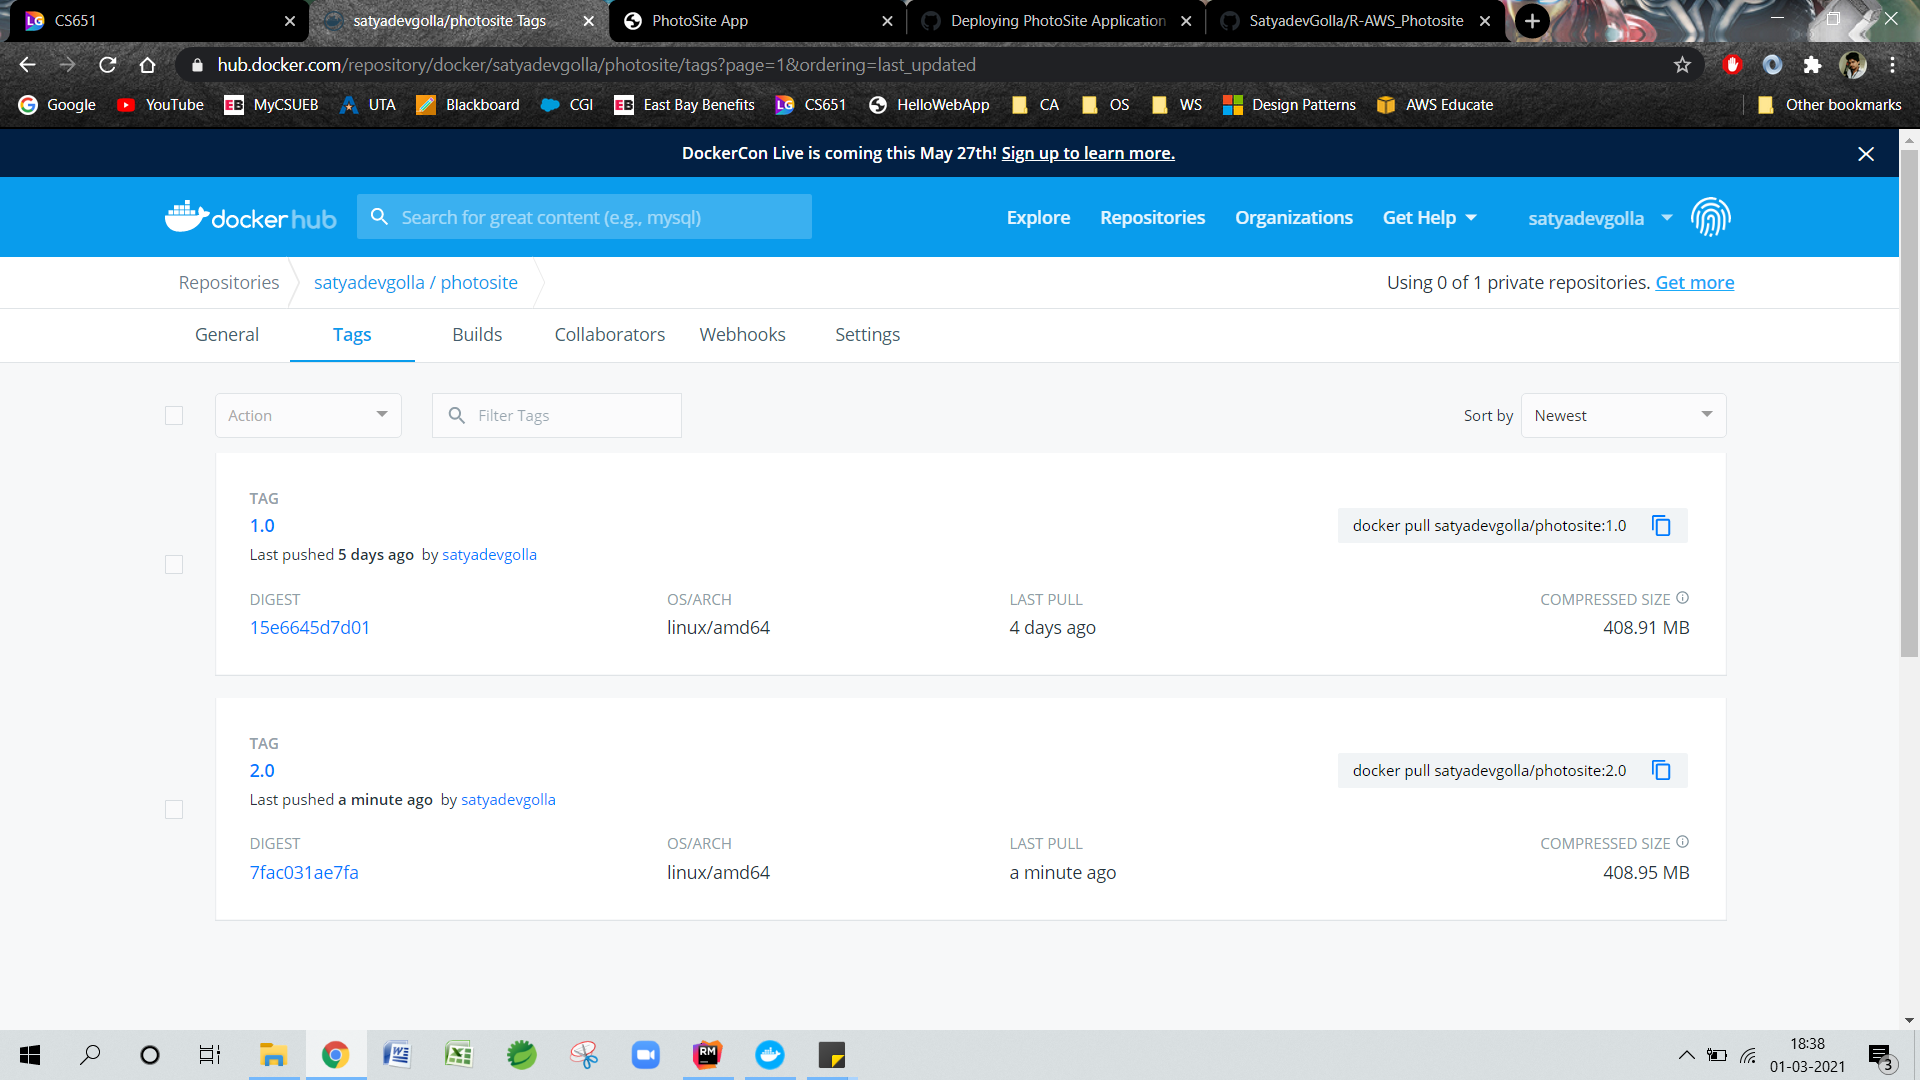 CS651
satyadevgolla/photosite Tags
PhotoSite App
Deploying PhotoSite Application
SatyadevGolla/R-AWS_Photosite
hub.docker.com/repository/docker/satyadevgolla/photosite/tags?page=1&ordering=last_updated
Google
YouTube
EB MyCSUEB
UTA
Blackboard
CGI
EB East Bay Benefits
LG CS651
HelloWebApp
CA
OS
WS
Design Patterns
AWS Educate
Other bookmarks
DockerCon Live is coming this May 27th! Sign up to learn more.
dockerhub
Search for great content (e.g., mysql)
Explore
Repositories
Organizations
Get Help
satyadevgolla
Repositories
satyadevgolla / photosite
Using 0 of 1 private repositories. Get more
General
Tags
Builds
Collaborators
Webhooks
Settings
Action
Filter Tags
Sort by
Newest
TAG
1.0
docker pull satyadevgolla/photosite:1.0
Last pushed 5 days ago by satyadevgolla
DIGEST
OS/ARCH
LAST PULL
COMPRESSED SIZE
15e6645d7d01
linux/amd64
4 days ago
408.91 MB
TAG
2.0
docker pull satyadevgolla/photosite:2.0
Last pushed a minute ago by satyadevgolla
DIGEST
OS/ARCH
LAST PULL
COMPRESSED SIZE
7fac031ae7fa
linux/amd64
a minute ago
408.95 MB
RM
18:38
01-03-2021
3